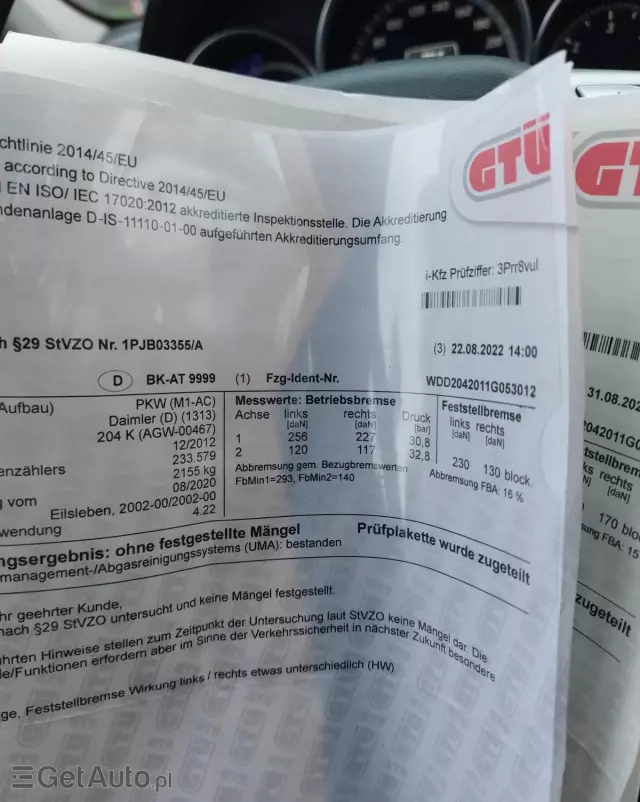 chtlinie 2014/45/EU
according to Directive 2014/45/EU
EN ISO/ IEC 17020:2012 akkreditierte Inspektionsstelle. Die Akkreditierung
ndenanlage D-IS-11110-01-00 aufgeführten Akkreditierungsumfang.
GTÜ
GTÜ
i-Kfz Prüfziffer: 3Prr8vul
h §29 StVZO Nr. 1PJB03355/A
(3) 22.08.2022 14:00
D BK-AT 9999 (1) Fzg-Ident-Nr. WDD2042011G053012
Aufbau) PKW (M1-AC)
Daimler (D) (1313)
204 K (AGW-00467)
12/2012
enzählers 233.579
2155 kg
08/2020
g vom Eilsleben, 2002-00/2002-00
wendung 4.22
Messwerte: Betriebsbremse
Achse links rechts Druck
[daN] [daN] [bar]
1 256 227 30,8
2 120 117 32,8
Abbremsung gem. Bezugbremswerten
FbMin1=293, FbMin2=140
Feststellbremse
links rechts
[daN] [daN]
230 130 block.
Abbremsung FBA: 16 %
ngsergebnis: ohne festgestellte Mängel Prüfplakette wurde zugeteilt
management-/Abgasreinigungssystems (UMA): bestanden
hr geehrter Kunde,
nach §29 StVZO untersucht und keine Mängel festgestellt.
ührten Hinweise stellen zum Zeitpunkt der Untersuchung laut StVZO keine Mängel dar. Die
le/Funktionen erfordern aber im Sinne der Verkehrssicherheit in nächster Zukunft besondere
ge, Feststellbremse Wirkung links / rechts etwas unterschiedlich (HW)
31.08.202
2042011G
tstellbremse
ks rechts
N] [daN]
170 bloc
sung FBA: 15
zugeteilt
GetAuto.pl